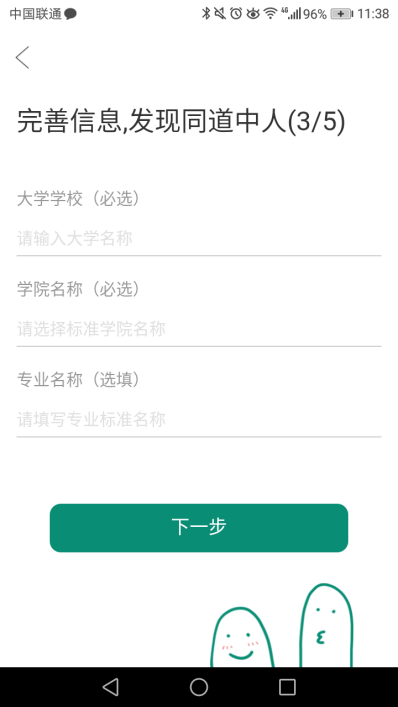 中国联通
96% 11:38
完善信息,发现同道中人(3/5)
大学学校（必选）
请输入大学名称
学院名称（必选）
请选择标准学院名称
专业名称（选填）
请填写专业标准名称
下一步